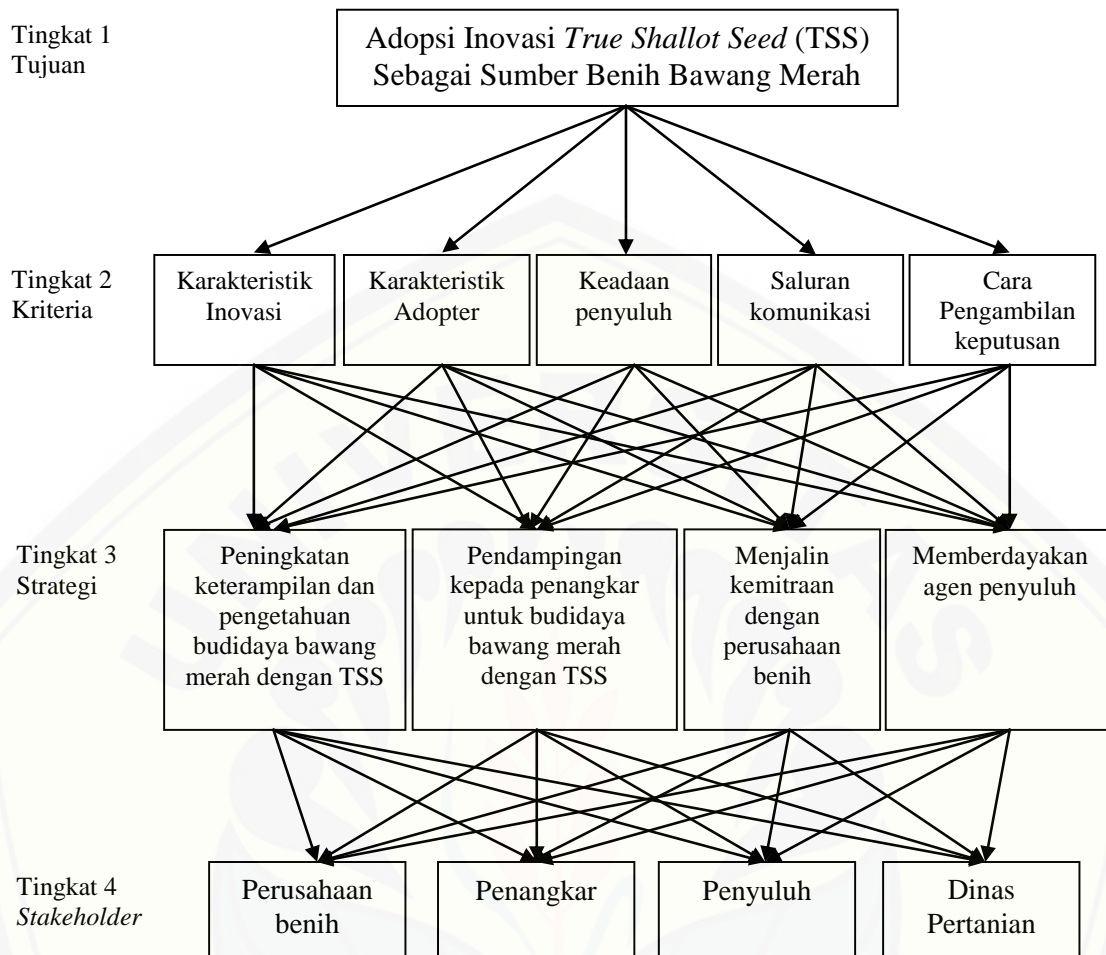 Tingkat 1
Tujuan
Adopsi Inovasi True Shallot Seed (TSS)
Sebagai Sumber Benih Bawang Merah
Tingkat 2
Kriteria
Karakteristik
Inovasi
Karakteristik
Adopter
Keadaan
penyuluh
Saluran
komunikasi
Cara
Pengambilan
keputusan
Tingkat 3
Strategi
Peningkatan
keterampilan dan
pengetahuan
budidaya bawang
merah dengan TSS
Pendampingan
kepada penangkar
untuk budidaya
bawang merah
dengan TSS
Menjalin
kemitraan
dengan
perusahaan
benih
Memberdayakan
agen penyuluh
Tingkat 4
Stakeholder
Perusahaan
benih
Penangkar
Penyuluh
Dinas
Pertanian